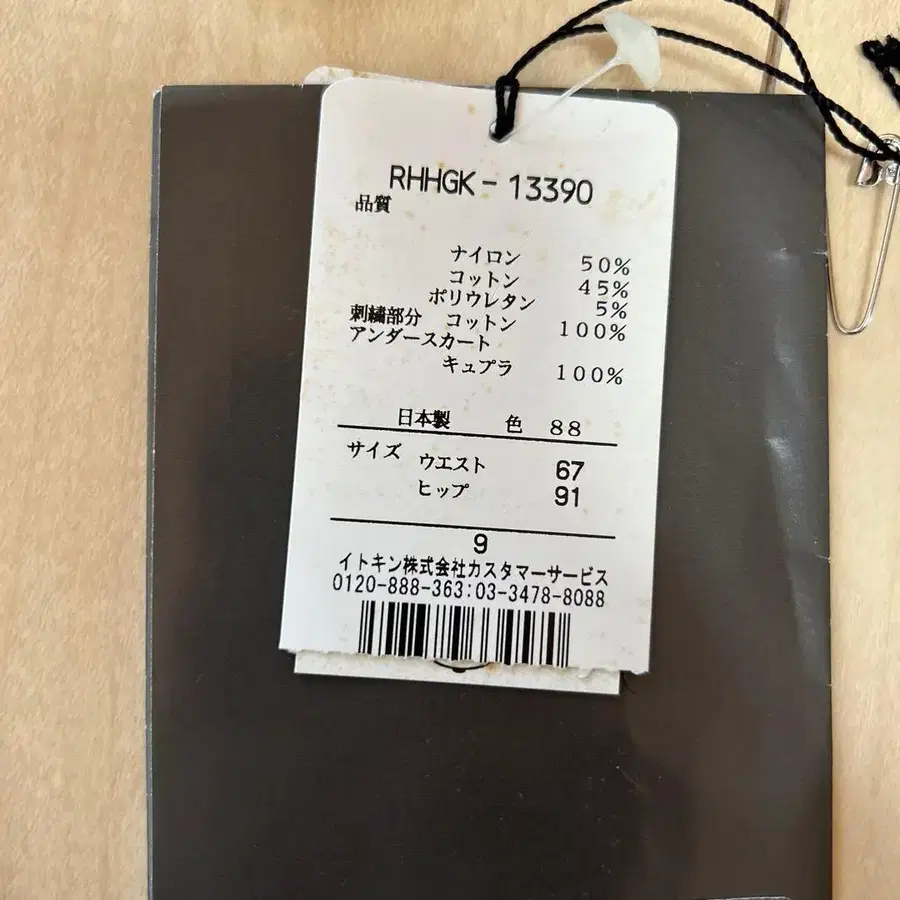 RHHGK-13390
品質
ナイロン 50%
コットン 45%
ポリウレタン 5%
刺繍部分 コットン 100%
アンダースカート
キュプラ 100%
日本製 色 88
サイズ ウエスト 67
ヒップ 91
9
イトキン株式会社カスタマーサービス
0120-888-363:03-3478-8088